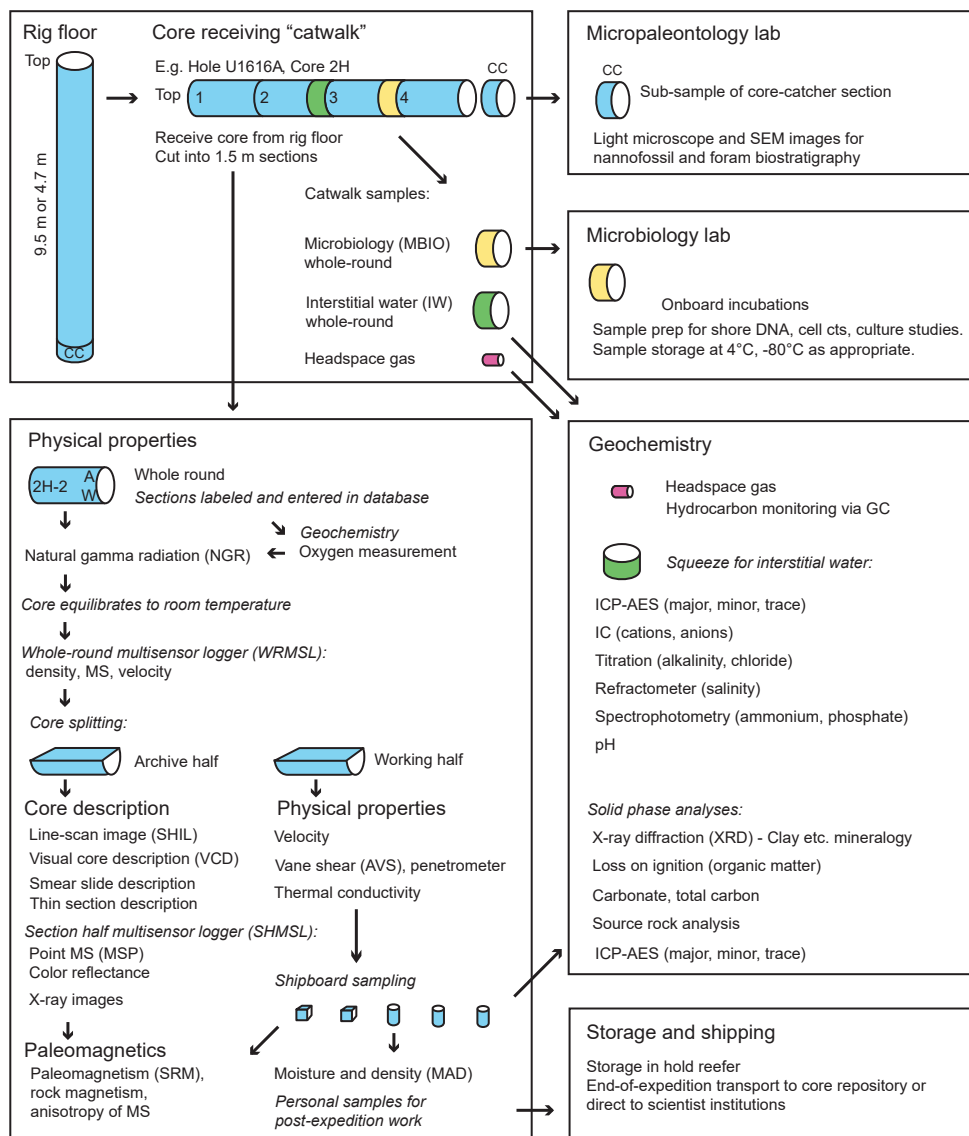 Rig floor
Top
9.5 m or 4.7 m
CC
Core receiving “catwalk”
E.g. Hole U1616A, Core 2H
CC
Top
1
2
3
4
Receive core from rig floor
Cut into 1.5 m sections
Catwalk samples:
Microbiology (MBIO)
whole-round
Interstitial water (IW)
whole-round
Headspace gas
Micropaleontology lab
CC
Sub-sample of core-catcher section
Light microscope and SEM images for
nannofossil and foram biostratigraphy
Microbiology lab
Onboard incubations
Sample prep for shore DNA, cell cts, culture studies.
Sample storage at 4°C, -80°C as appropriate.
Physical properties
2H-2
A
W
Whole round
Sections labeled and entered in database
Geochemistry
Oxygen measurement
Natural gamma radiation (NGR)
Core equilibrates to room temperature
Whole-round multisensor logger (WRMSL):
density, MS, velocity
Core splitting:
Archive half
Working half
Core description
Line-scan image (SHIL)
Visual core description (VCD)
Smear slide description
Thin section description
Section half multisensor logger (SHMSL):
Point MS (MSP)
Color reflectance
X-ray images
Paleomagnetics
Paleomagnetism (SRM),
rock magnetism,
anisotropy of MS
Physical properties
Velocity
Vane shear (AVS), penetrometer
Thermal conductivity
Shipboard sampling
Moisture and density (MAD)
Personal samples for
post-expedition work
Geochemistry
Headspace gas
Hydrocarbon monitoring via GC
Squeeze for interstitial water:
ICP-AES (major, minor, trace)
IC (cations, anions)
Titration (alkalinity, chloride)
Refractometer (salinity)
Spectrophotometry (ammonium, phosphate)
pH
Solid phase analyses:
X-ray diffraction (XRD) - Clay etc. mineralogy
Loss on ignition (organic matter)
Carbonate, total carbon
Source rock analysis
ICP-AES (major, minor, trace)
Storage and shipping
Storage in hold reefer
End-of-expedition transport to core repository or
direct to scientist institutions